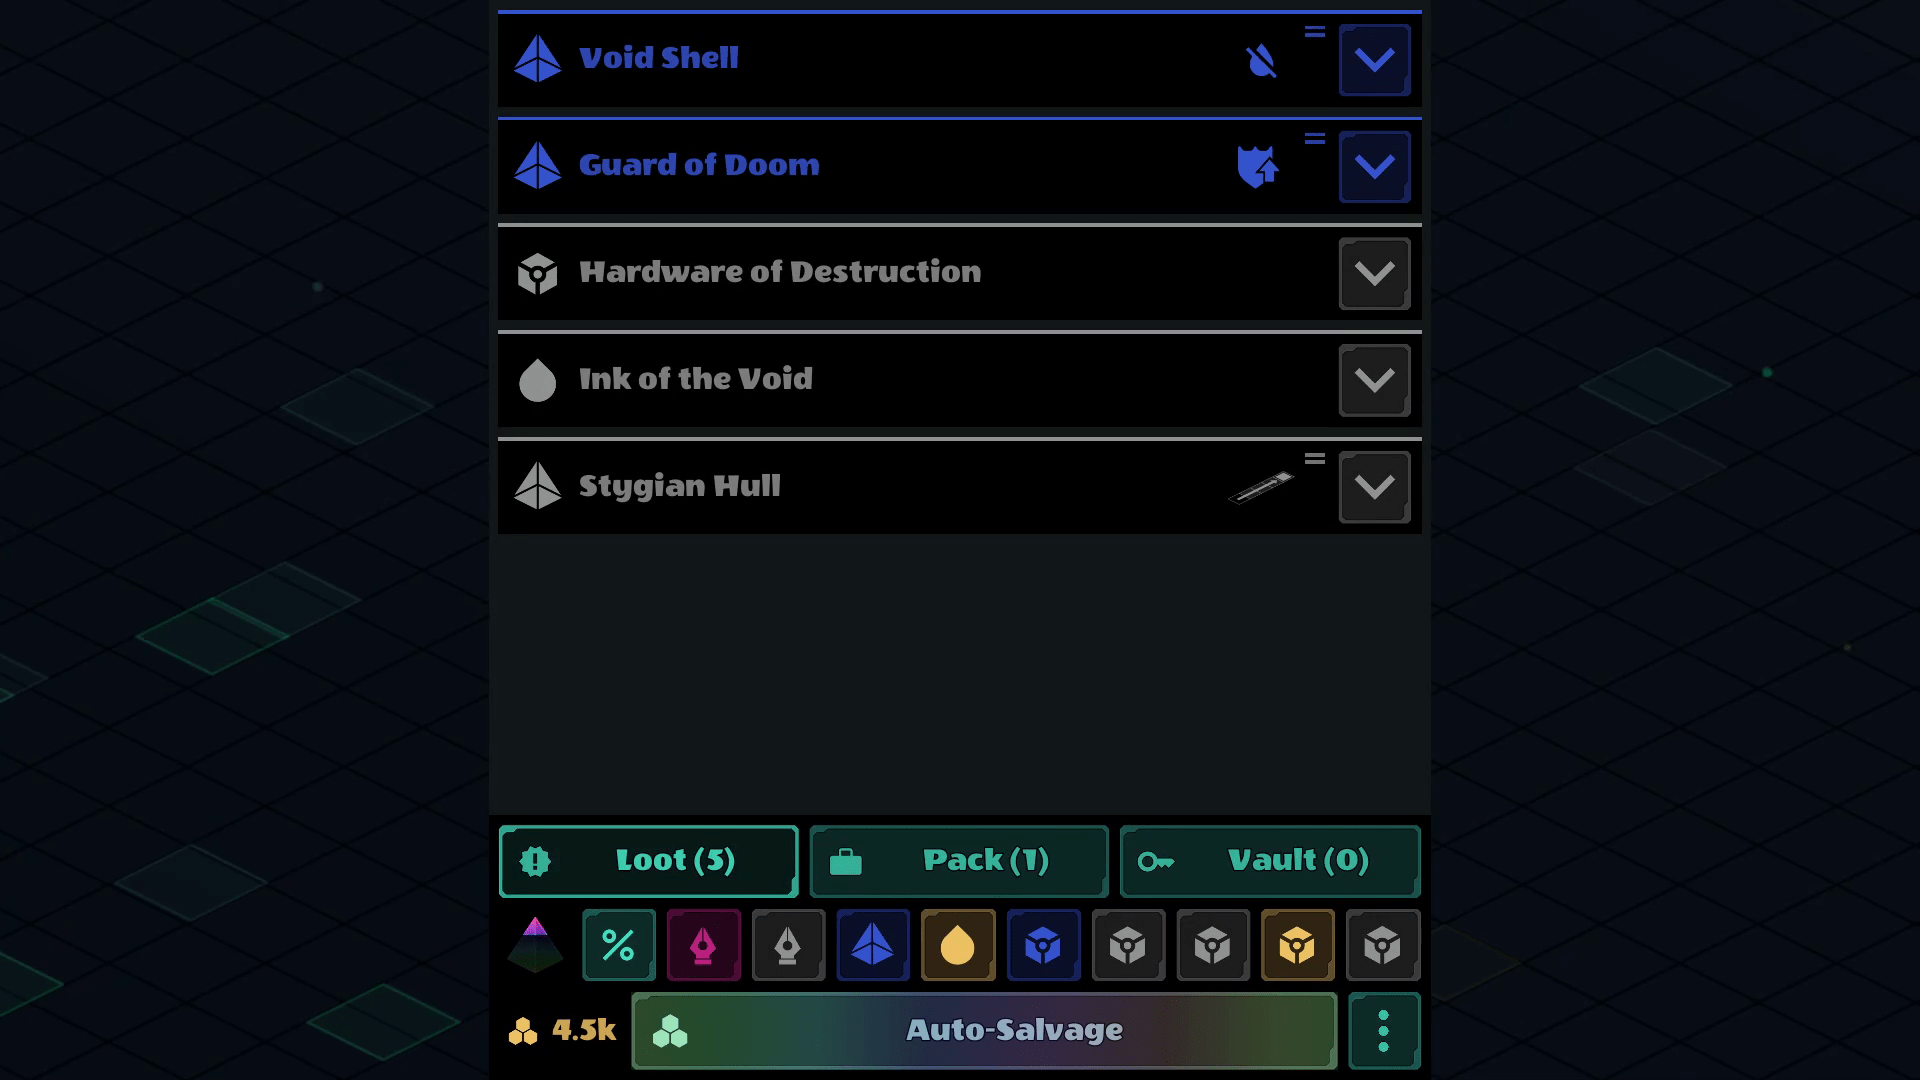 Void Shell
Guard of Doom
Hardware of Destruction
Ink of the Void
Stygian Hull
Loot (5)
Pack (1)
Vault (0)
%
4.5k
Auto-Salvage